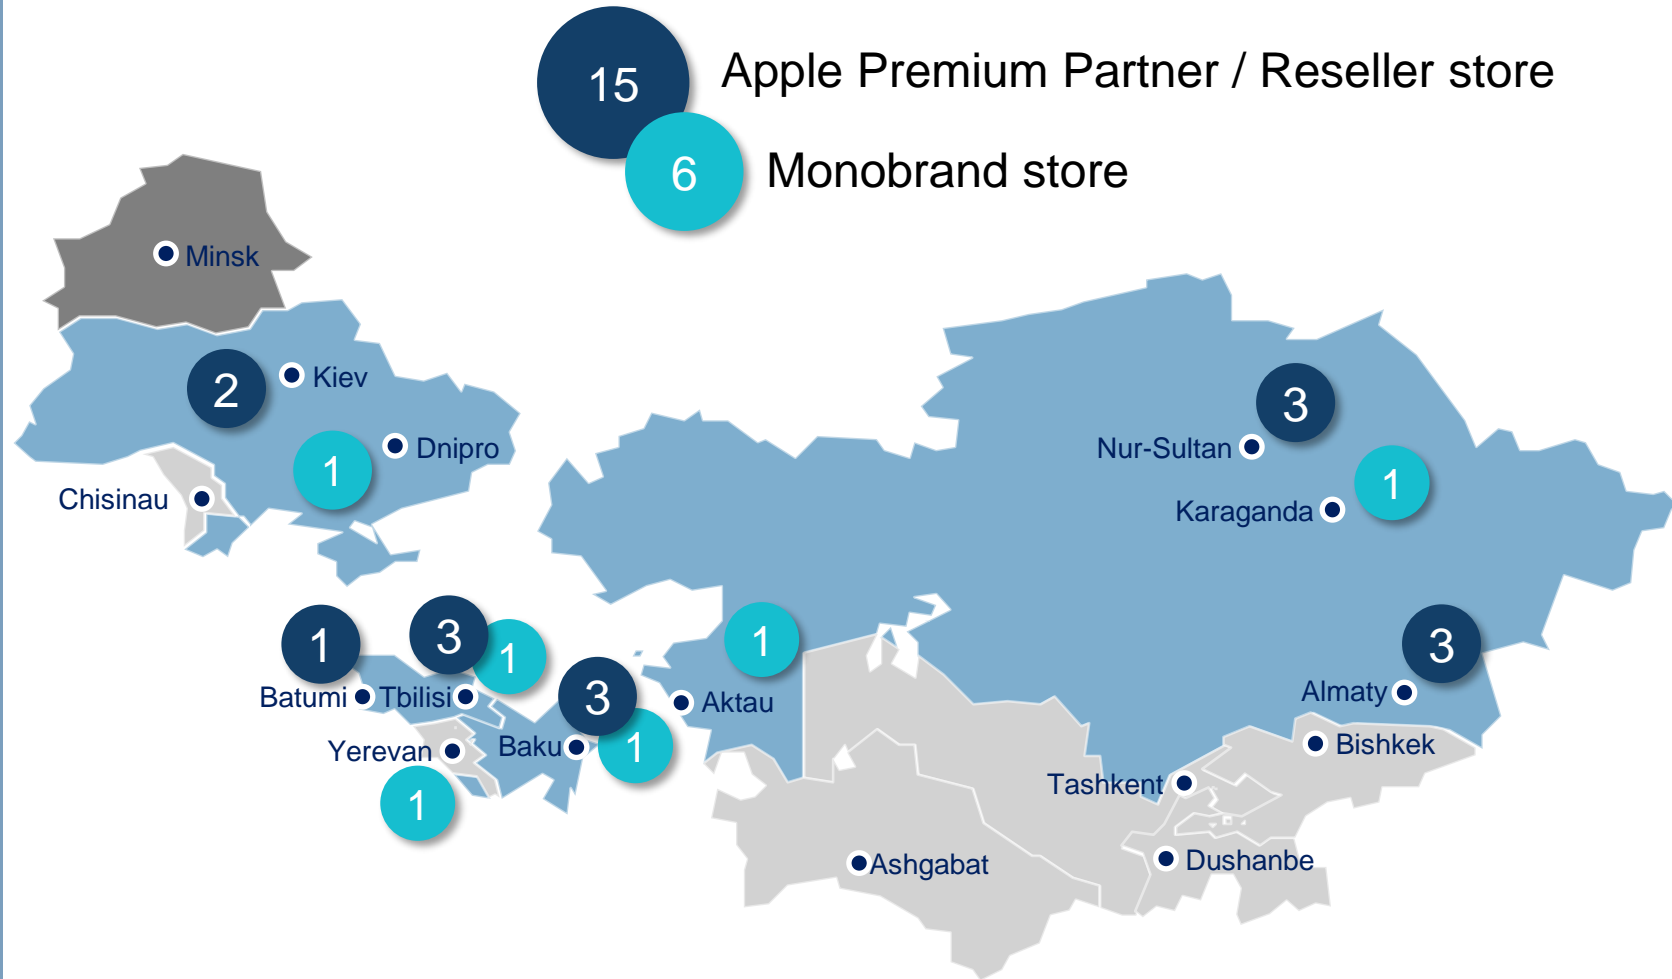 15
Apple Premium Partner / Reseller store
6
Monobrand store
Minsk
2
Kiev
3
1
Dnipro
Nur-Sultan
1
Chisinau
Karaganda
1
3
1
1
3
Batumi
Tbilisi
3
Aktau
Almaty
Yerevan
Baku
1
Bishkek
1
Tashkent
Ashgabat
Dushanbe